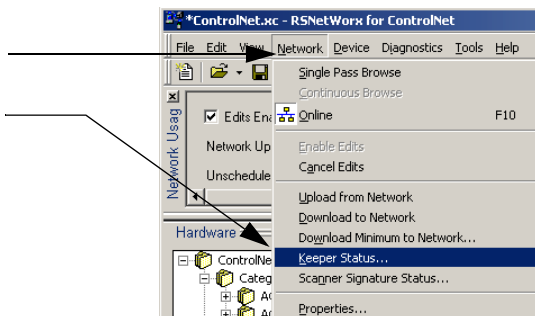 *ControlNet.xc - RSNetWorx for ControlNet
File Edit View Network Device Diagnostics Tools Help
Single Pass Browse
Continuous Browse
Online F10
Enable Edits
Cancel Edits
Upload from Network
Download to Network
Download Minimum to Network...
Keeper Status...
Scanner Signature Status...
Properties...
Network Usag
Edits Ena
Network Up
Unschedule
Hardware
ControlNe
Categ